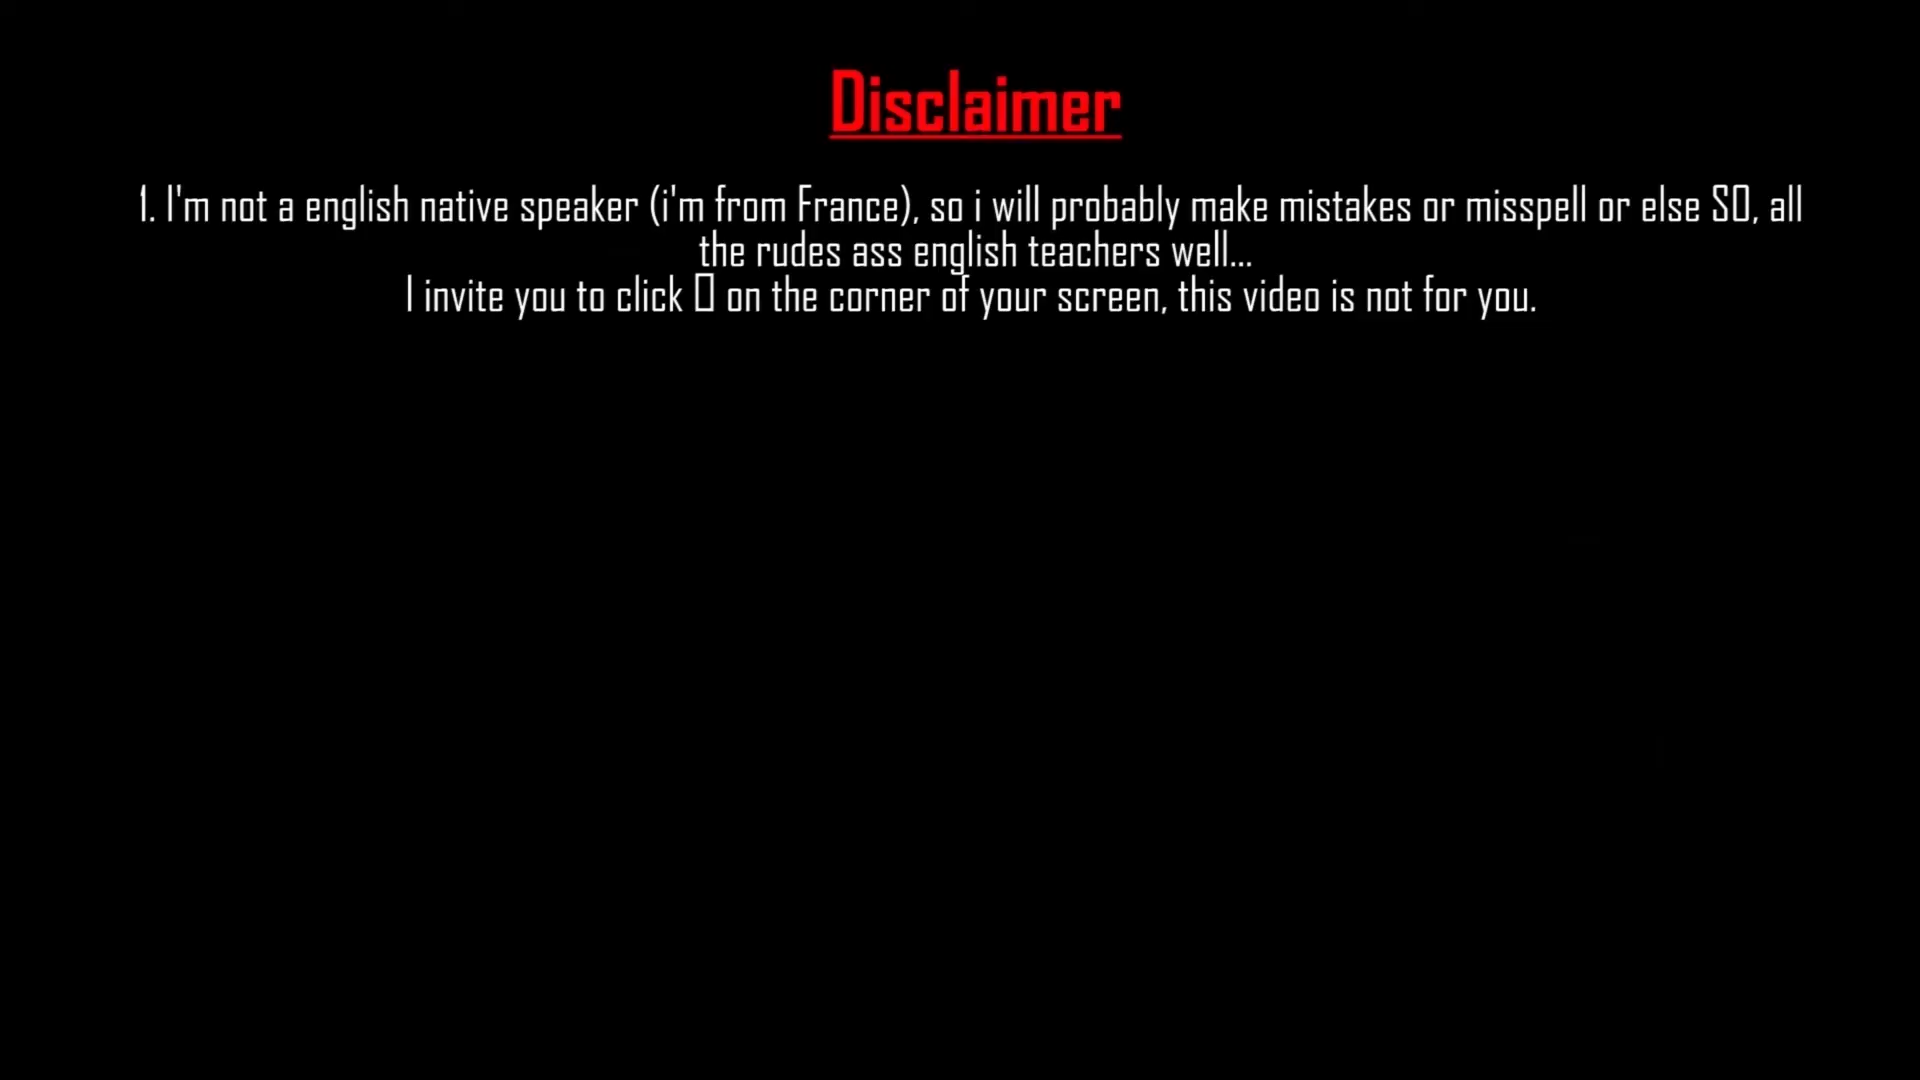 Disclaimer
1. I'm not a english native speaker (i'm from France), so i will probably make mistakes or misspell or else SO, all
the rudes ass english teachers well...
I invite you to click ▯ on the corner of your screen, this video is not for you.